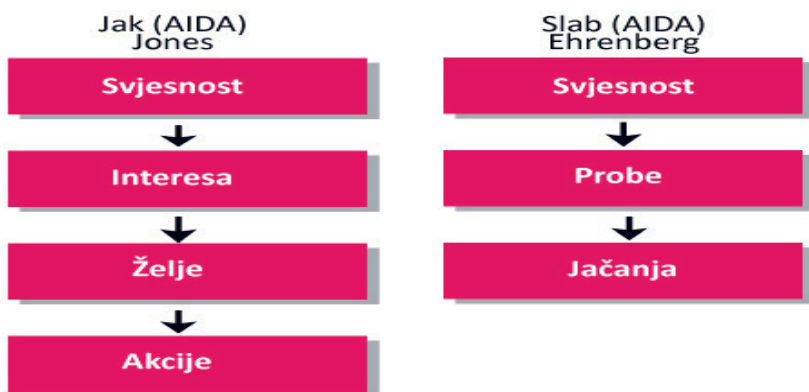 Jak (AIDA)
Jones
Svjesnost
Interesa
Želje
Akcije
Slab (AIDA)
Ehrenberg
Svjesnost
Probe
Jačanja